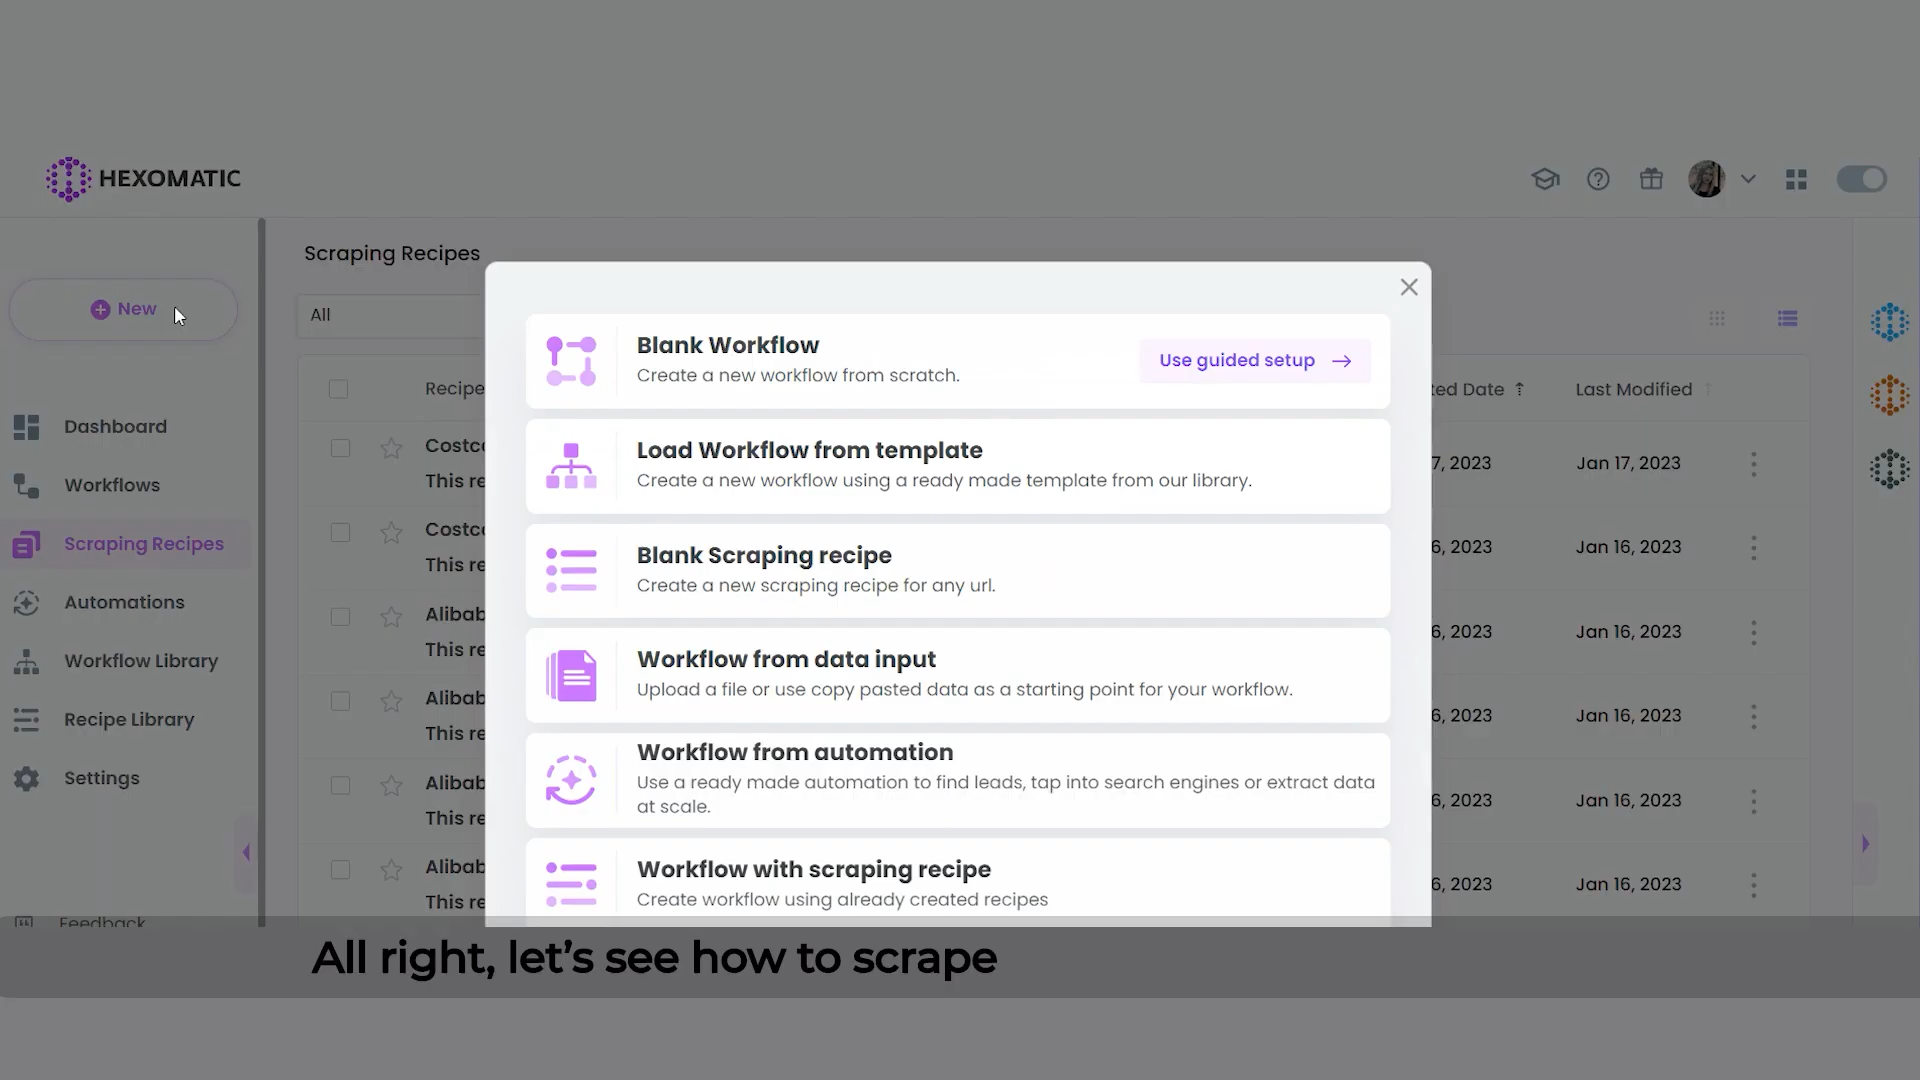 HEXOMATIC
Scraping Recipes
New
All
Recipe
ted Date
Last Modified
Dashboard
Workflows
Scraping Recipes
Automations
Workflow Library
Recipe Library
Settings
Feedback
Costc
This re
7, 2023
Jan 17, 2023
Costc
This re
6, 2023
Jan 16, 2023
Alibab
This re
6, 2023
Jan 16, 2023
Alibab
This re
6, 2023
Jan 16, 2023
Alibab
This re
6, 2023
Jan 16, 2023
Alibab
This re
6, 2023
Jan 16, 2023
Blank Workflow
Create a new workflow from scratch.
Use guided setup
Load Workflow from template
Create a new workflow using a ready made template from our library.
Blank Scraping recipe
Create a new scraping recipe for any url.
Workflow from data input
Upload a file or use copy pasted data as a starting point for your workflow.
Workflow from automation
Use a ready made automation to find leads, tap into search engines or extract data
at scale.
Workflow with scraping recipe
Create workflow using already created recipes
All right, let's see how to scrape